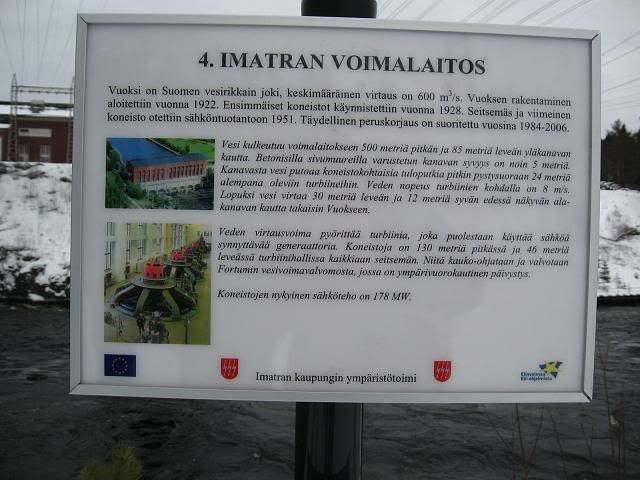 4. IMATRAN VOIMALAITOS
Vuoksi on Suomen vesirikkain joki, keskimääräinen virtaus on 600 m³/s. Vuoksen rakentaminen
aloitettiin vuonna 1922. Ensimmäiset koneistot käynnistettiin vuonna 1928. Seitsemäs ja viimeinen
koneisto otettiin sähköntuotantoon 1951. Täydellinen peruskorjaus on suoritettu vuosina 1984-2006.
Vesi kulkeutuu voimalaitokseen 500 metriä pitkän ja 85 metriä leveän yläkanavan
kautta. Betonisilla sivumuureilla varustetun kanavan syvyys on noin 5 metriä.
Kanavasta vesi putoaa koneistokohtaisia tuloputkia pitkin pystysuoraan 24 metriä
alempana oleviin turbiineihin. Veden nopeus turbiinien kohdalla on 8 m/s.
Lopuksi vesi virtaa 30 metriä leveän ja 12 metriä syvän edessä näkyvän ala-
kanavan kautta takaisin Vuokseen.
Veden virtausvoima pyörittää turbiinia, joka puolestaan käyttää sähköä
synnyttävää generaattoria. Koneistoja on 130 metriä pitkässä ja 46 metriä
leveässä turbiinihallissa kaikkiaan seitsemän. Niitä kauko-ohjataan ja valvotaan
Fortumin vesivoimavalvomosta, jossa on ympärivuorokautinen päivystys.
Koneistojen nykyinen sähköteho on 178 MW.
Imatran kaupungin ympäristötoimi
Elinvoimaa
EU-ohjelmista